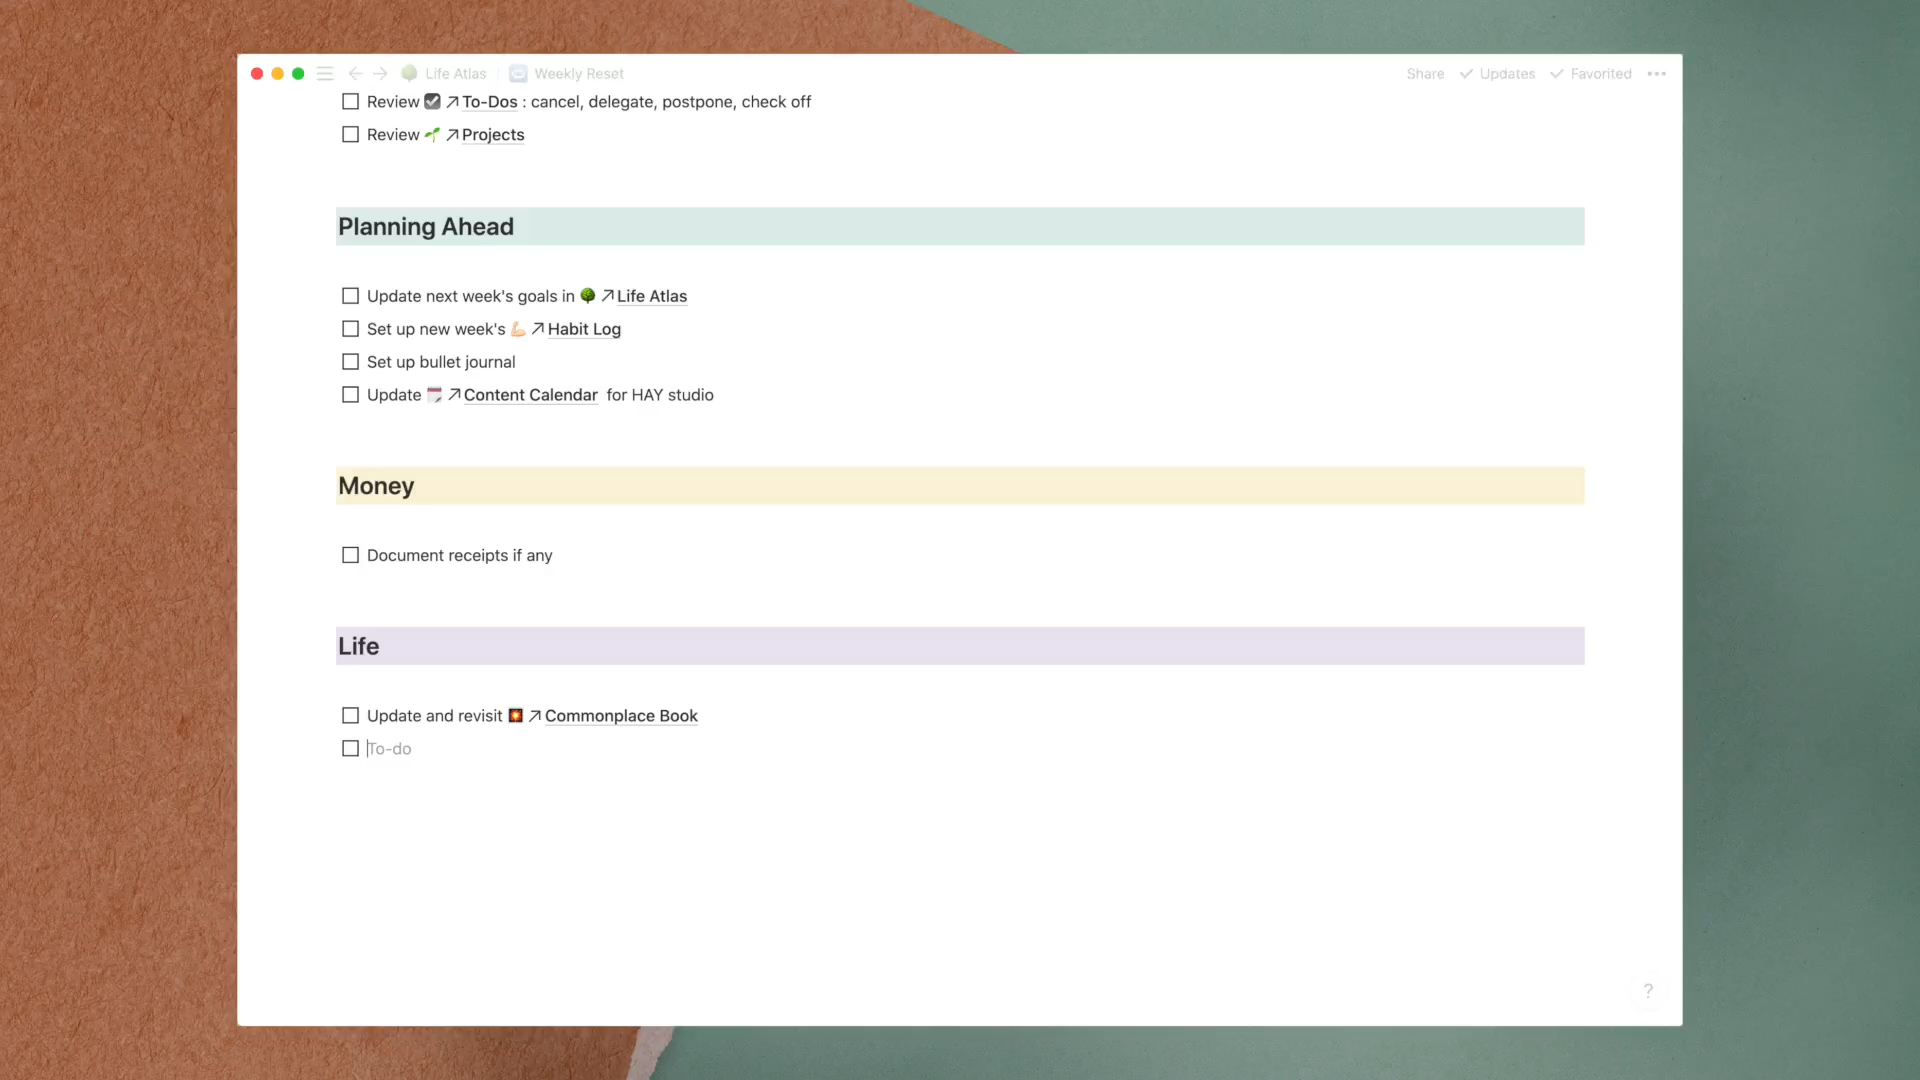 Life Atlas Weekly Reset Share Updates Favorited
Review To-Dos : cancel, delegate, postpone, check off
Review Projects
Planning Ahead
Update next week's goals in Life Atlas
Set up new week's Habit Log
Set up bullet journal
Update Content Calendar for HAY studio
Money
Document receipts if any
Life
Update and revisit Commonplace Book
To-do
?